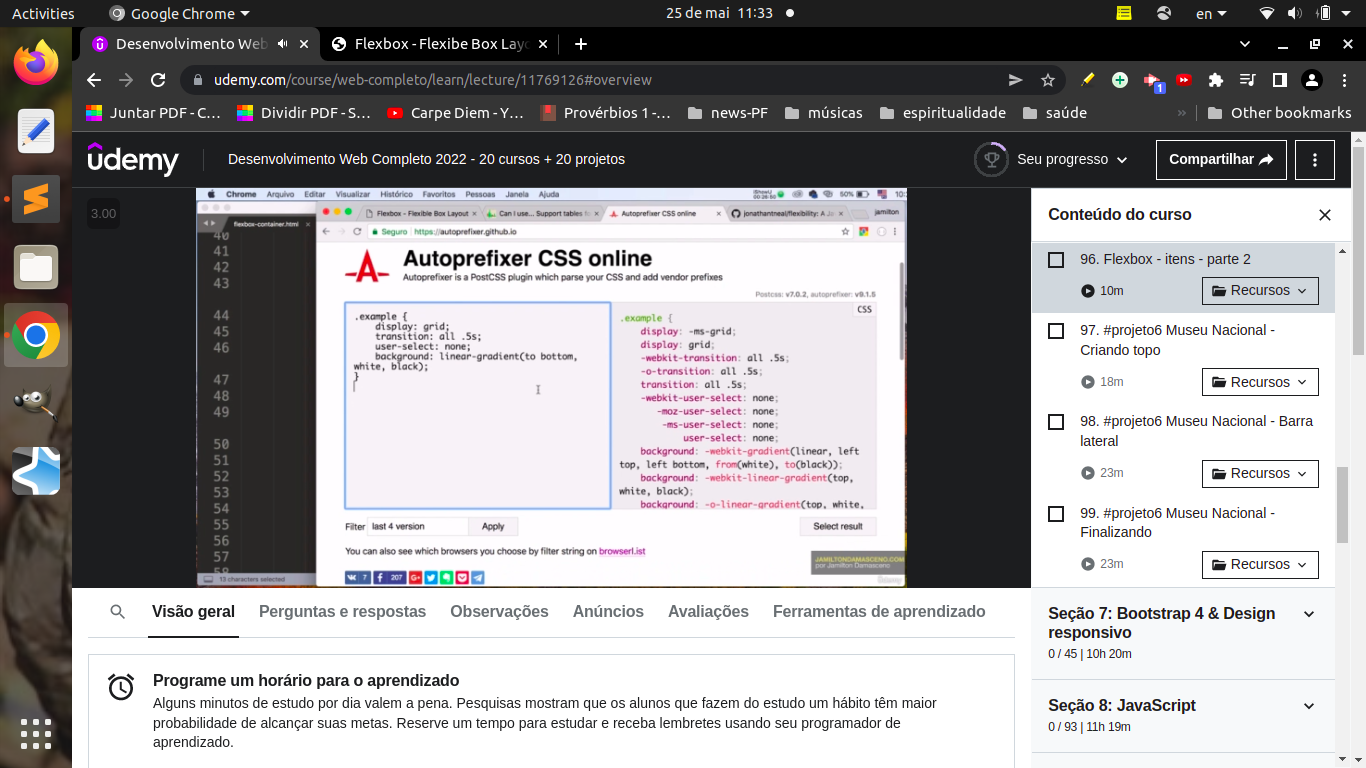 Activities
Google Chrome
25 de mai 11:33
en
Desenvolvimento Web
Flexbox - Flexibe Box Layo
udemy.com/course/web-completo/learn/lecture/11769126#overview
1
Juntar PDF - C…
Dividir PDF - S…
Carpe Diem - Y…
Provérbios 1 -…
news-PF
músicas
espiritualidade
saúde
»
Other bookmarks
udemy
Desenvolvimento Web Completo 2022 - 20 cursos + 20 projetos
Seu progresso
Compartilhar
3.00
Chrome Arquivo Editar Visualizar Histórico Favoritos Pessoas Janela Ajuda
50%
Flexbox - Flexible Box Layout
Can I use... Support tables fo
Autoprefixer CSS online
jonathantneal/flexibility: A Ja
jamilton
flexbox-container.html
Seguro https://autoprefixer.github.io
40
41
42
43
44
45
46
47
48
49
50
51
52
53
54
55
56
57
58
13 characters selected
Autoprefixer CSS online
Autoprefixer is a PostCSS plugin which parse your CSS and add vendor prefixes
Postcss: v7.0.2, autoprefixer: v9.1.5
.example {
display: grid;
transition: all .5s;
user-select: none;
background: linear-gradient(to bottom,
white, black);
}
CSS
.example {
display: -ms-grid;
display: grid;
-webkit-transition: all .5s;
-o-transition: all .5s;
transition: all .5s;
-webkit-user-select: none;
-moz-user-select: none;
-ms-user-select: none;
user-select: none;
background: -webkit-gradient(linear, left
top, left bottom, from(white), to(black));
background: -webkit-linear-gradient(top,
white, black);
background: -o-linear-gradient(top, white,
Filter
last 4 version
Apply
Select result
You can also see which browsers you choose by filter string on browserl.ist
7
207
JAMILTONDAMASCENO.COM
por Jamilton Damasceno
Udemy
Conteúdo do curso
96. Flexbox - itens - parte 2
10m
Recursos
97. #projeto6 Museu Nacional -
Criando topo
18m
Recursos
98. #projeto6 Museu Nacional - Barra
lateral
23m
Recursos
99. #projeto6 Museu Nacional -
Finalizando
23m
Recursos
Seção 7: Bootstrap 4 & Design
responsivo
0 / 45 | 10h 20m
Seção 8: JavaScript
0 / 93 | 11h 19m
Visão geral
Perguntas e respostas
Observações
Anúncios
Avaliações
Ferramentas de aprendizado
Programe um horário para o aprendizado
Alguns minutos de estudo por dia valem a pena. Pesquisas mostram que os alunos que fazem do estudo um hábito têm maior
probabilidade de alcançar suas metas. Reserve um tempo para estudar e receba lembretes usando seu programador de
aprendizado.